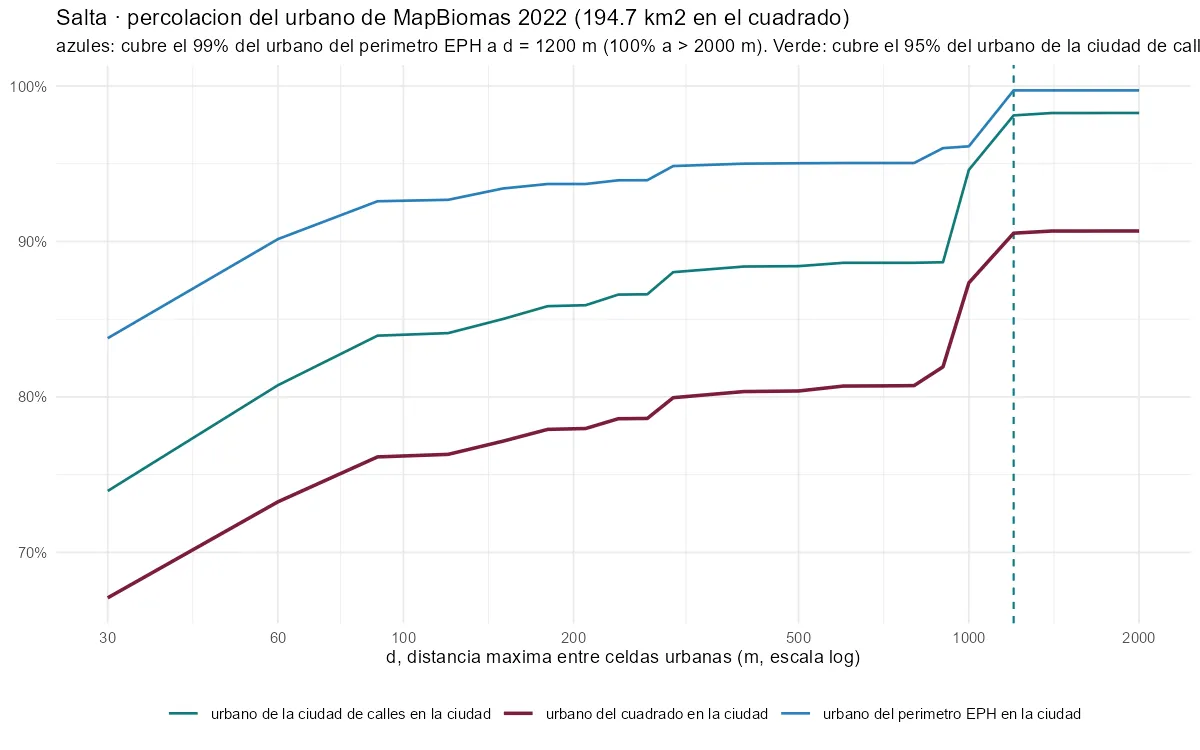 Salta · percolacion del urbano de MapBiomas 2022 (194.7 km2 en el cuadrado)
azules: cubre el 99% del urbano del perimetro EPH a d = 1200 m (100% a > 2000 m). Verde: cubre el 95% del urbano de la ciudad de call
100%
90%
80%
70%
30 60 100 200 500 1000 2000
d, distancia maxima entre celdas urbanas (m, escala log)
urbano de la ciudad de calles en la ciudad urbano del cuadrado en la ciudad urbano del perimetro EPH en la ciudad